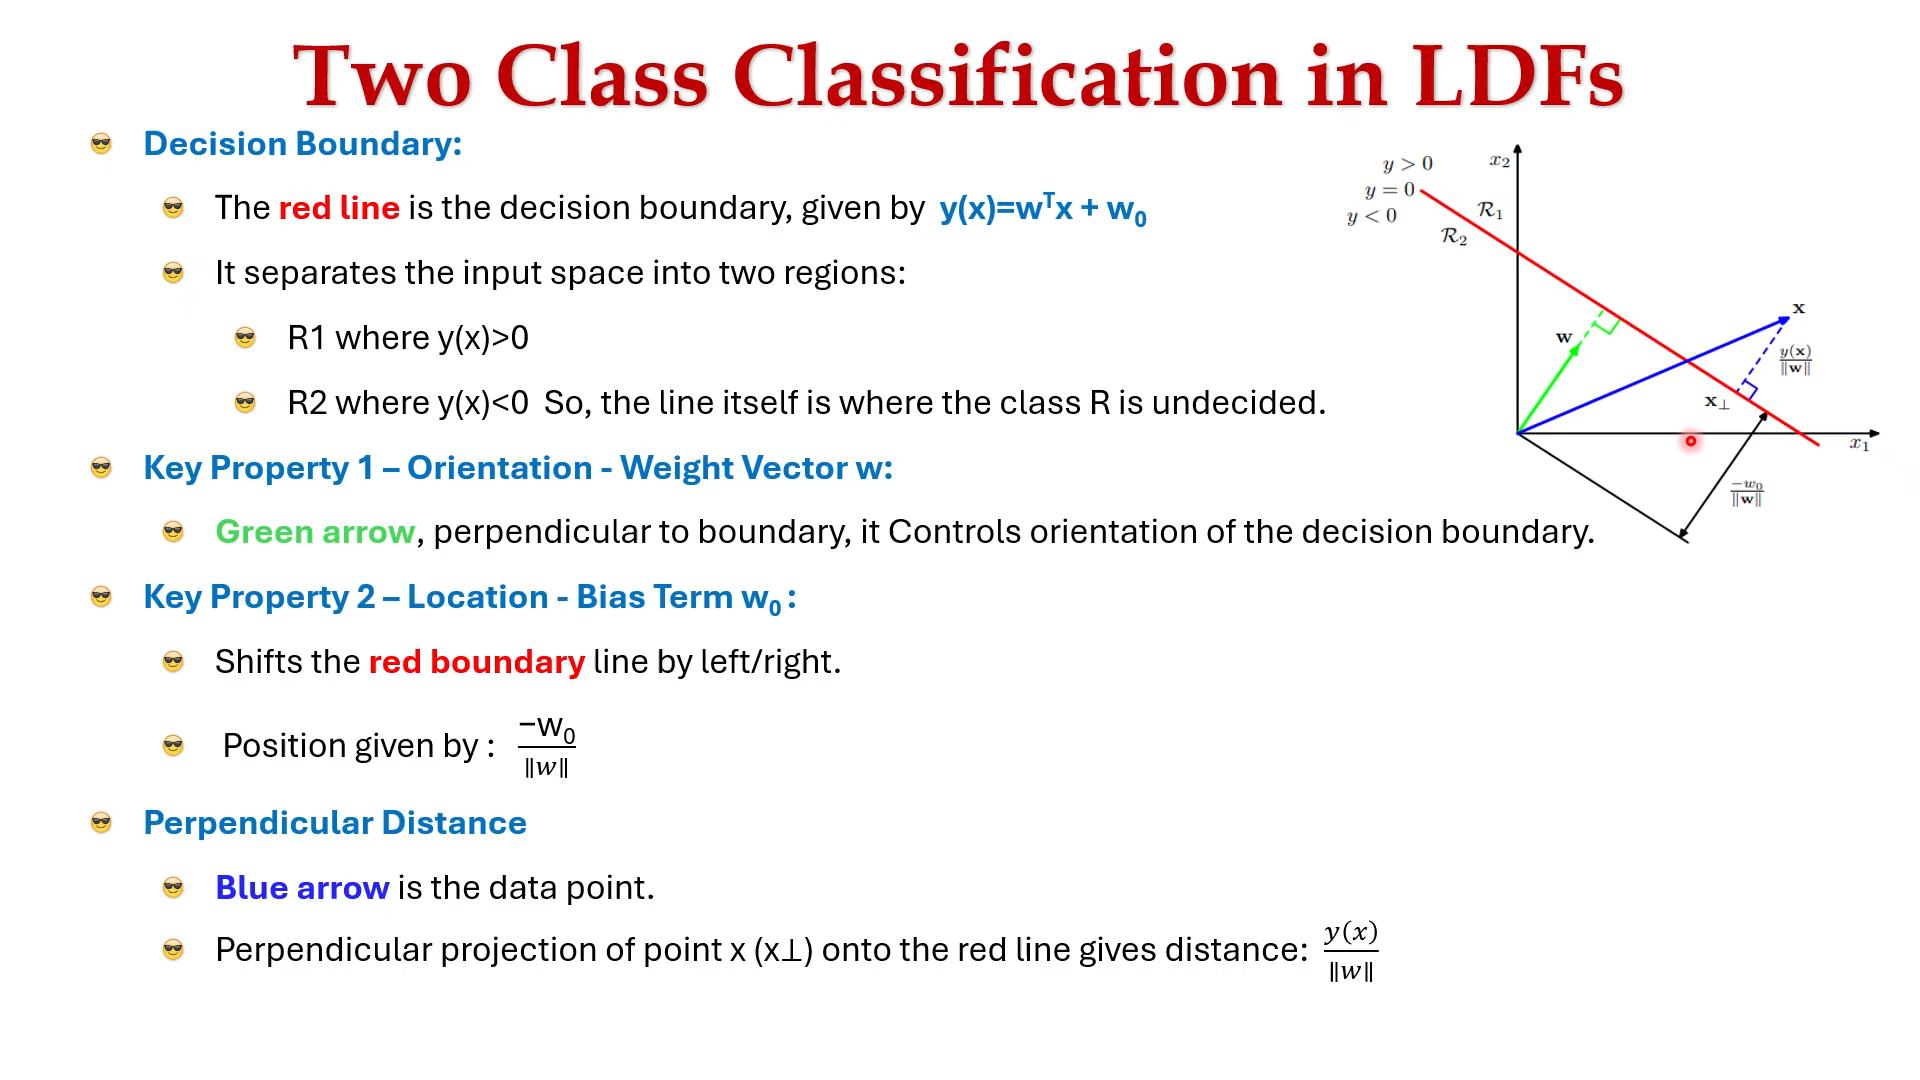 Two Class Classification in LDFs
Decision Boundary:
The red line is the decision boundary, given by y(x)=wᵀx + w₀
It separates the input space into two regions:
R1 where y(x)>0
R2 where y(x)<0 So, the line itself is where the class R is undecided.
Key Property 1 – Orientation - Weight Vector w:
Green arrow, perpendicular to boundary, it Controls orientation of the decision boundary.
Key Property 2 – Location - Bias Term w₀ :
Shifts the red boundary line by left/right.
Position given by : −w₀ / ‖w‖
Perpendicular Distance
Blue arrow is the data point.
Perpendicular projection of point x (x⊥) onto the red line gives distance: y(x) / ‖w‖
y > 0
y = 0
y < 0
x₂
R₁
R₂
w
x
y(x) / ‖w‖
x⊥
x₁
−w₀ / ‖w‖